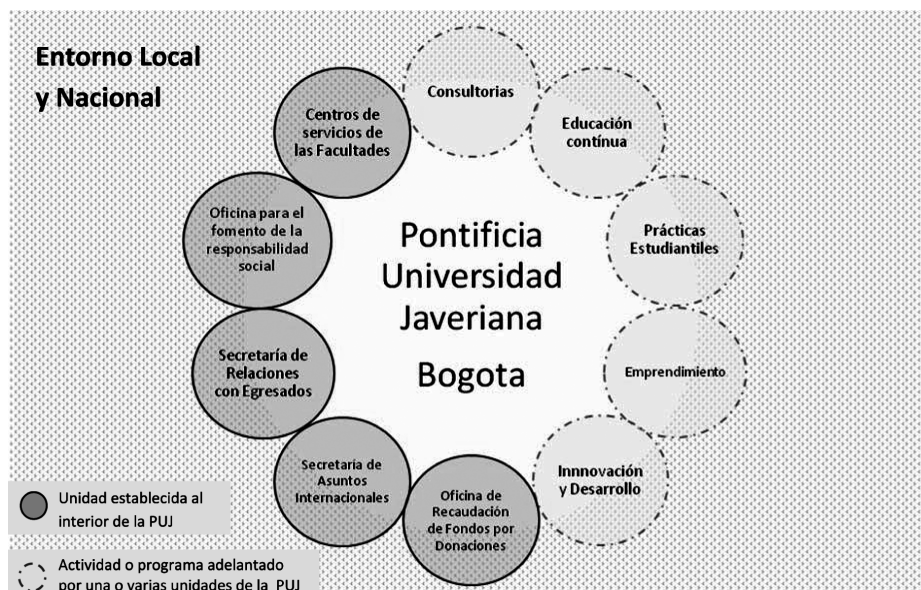 Entorno Local
y Nacional
Consultorias
Centros de
servicios de
las Facultades
Educación
contínua
Oficina para el
fomento de la
responsabilidad
social
Prácticas
Estudiantiles
Pontificia
Universidad
Javeriana
Bogota
Secretaría de
Relaciones
con Egresados
Emprendimiento
Secretaría de
Asuntos
Internacionales
Innnovación
y Desarrollo
Oficina de
Recaudación
de Fondos por
Donaciones
Unidad establecida al
interior de la PUJ
Actividad o programa adelantado
por una o varias unidades de la PUJ